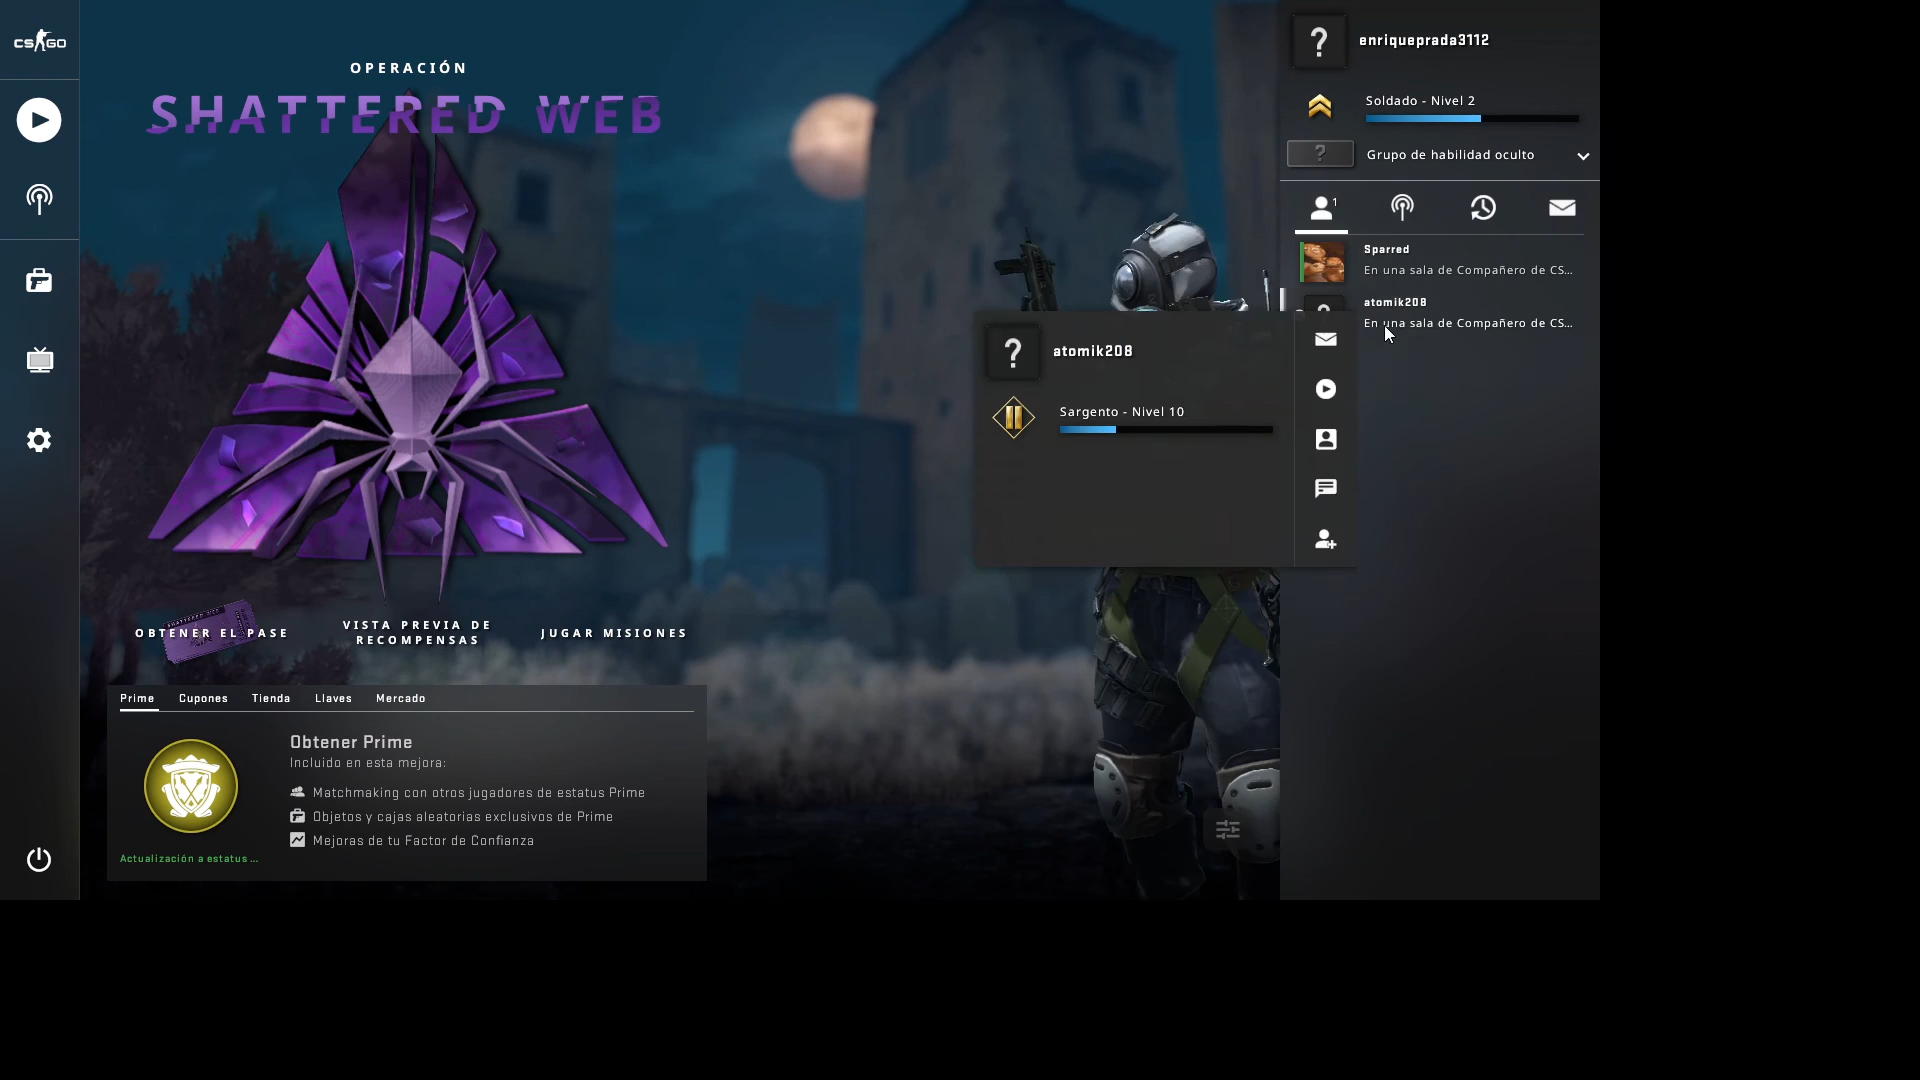 CS GO
OPERACIÓN
SHATTERED WEB
OBTENER EL PASE
VISTA PREVIA DE
RECOMPENSAS
JUGAR MISIONES
Prime
Cupones
Tienda
Llaves
Mercado
Obtener Prime
Incluido en esta mejora:
Matchmaking con otros jugadores de estatus Prime
Objetos y cajas aleatorias exclusivos de Prime
Mejoras de tu Factor de Confianza
Actualización a estatus ...
atomik208
Sargento - Nivel 10
enriqueprada3112
Soldado - Nivel 2
Grupo de habilidad oculto
1
Sparred
En una sala de Compañero de CS...
atomik208
En una sala de Compañero de CS...